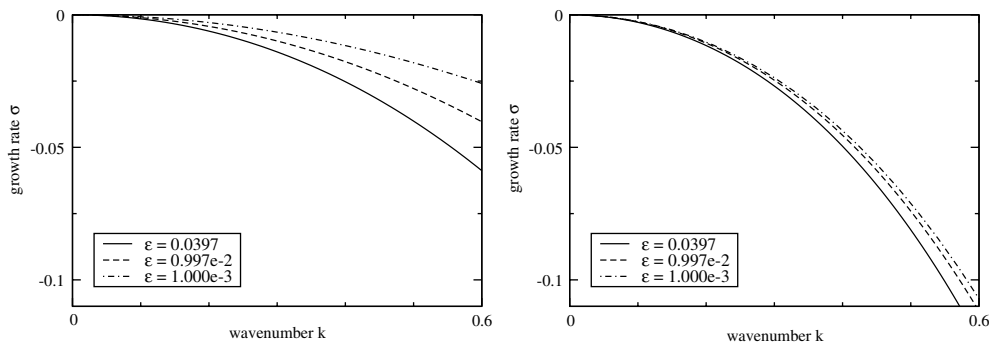 0
-0.05
-0.1
growth rate σ
ε = 0.0397
ε = 0.997e-2
ε = 1.000e-3
0
0.6
wavenumber k
0
-0.05
-0.1
growth rate σ
ε = 0.0397
ε = 0.997e-2
ε = 1.000e-3
0
0.6
wavenumber k